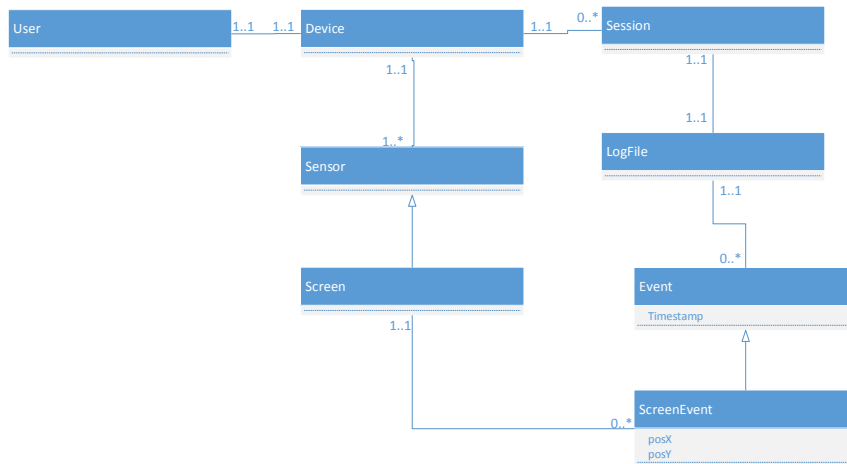 User
1..1
1..1
Device
1..1
0..*
Session
1..1
1..1
1..*
1..1
Sensor
LogFile
1..1
0..*
Screen
Event
Timestamp
1..1
ScreenEvent
0..*
posX
posY